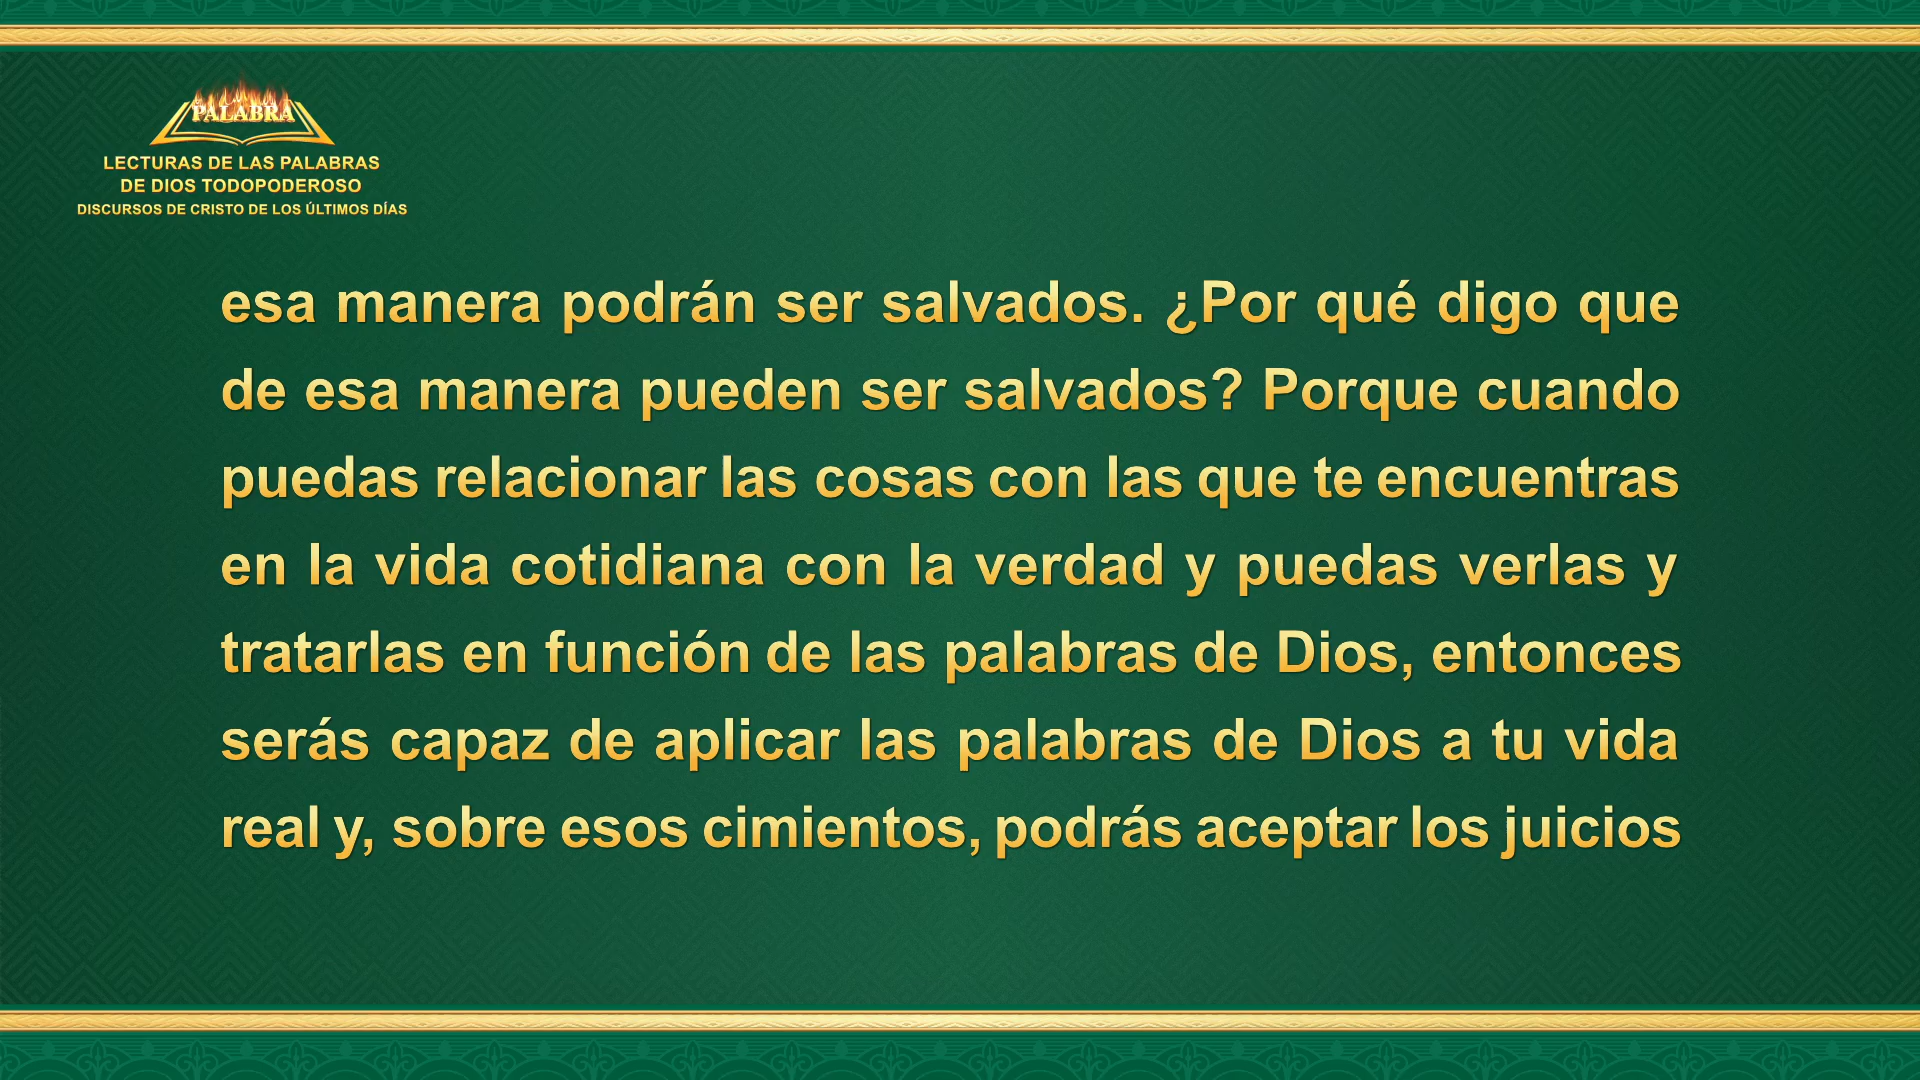 PALABRA
LECTURAS DE LAS PALABRAS
DE DIOS TODOPODEROSO
DISCURSOS DE CRISTO DE LOS ÚLTIMOS DÍAS
esa manera podrán ser salvados. ¿Por qué digo que
de esa manera pueden ser salvados? Porque cuando
puedas relacionar las cosas con las que te encuentras
en la vida cotidiana con la verdad y puedas verlas y
tratarlas en función de las palabras de Dios, entonces
serás capaz de aplicar las palabras de Dios a tu vida
real y, sobre esos cimientos, podrás aceptar los juicios